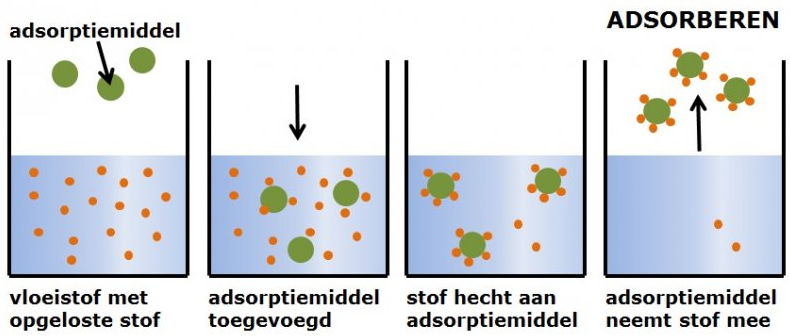 ADSORBEREN
adsorptiemiddel
vloeistof met
opgeloste stof
adsorptiemiddel
toegevoegd
stof hecht aan
adsorptiemiddel
adsorptiemiddel
neemt stof mee